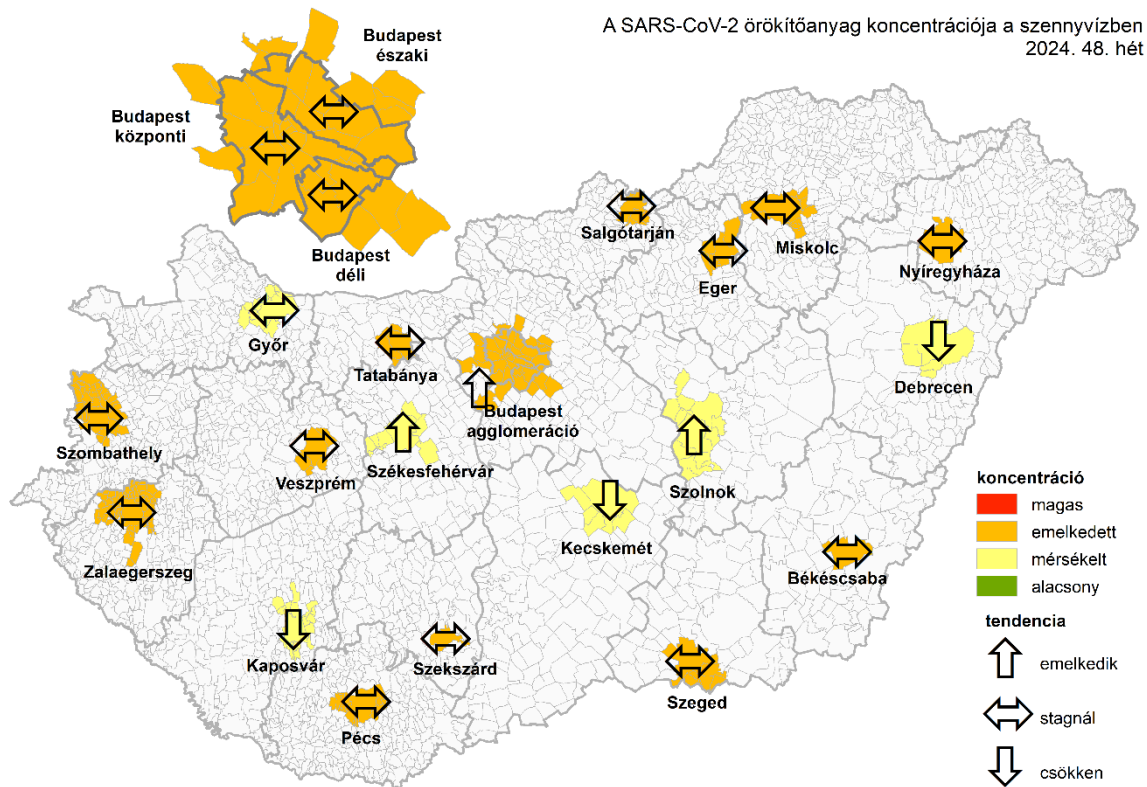 A SARS-CoV-2 örökítőanyag koncentrációja a szennyvízben
2024. 48. hét
Budapest
északi
Budapest
központi
Budapest
déli
Salgótarján
Miskolc
Eger
Nyíregyháza
Győr
Tatabánya
Debrecen
Budapest
agglomeráció
Szombathely
Veszprém
Székesfehérvár
Szolnok
Kecskemét
Zalaegerszeg
Békéscsaba
Kaposvár
Szekszárd
Szeged
Pécs
koncentráció
magas
emelkedett
mérsékelt
alacsony
tendencia
emelkedik
stagnál
csökken